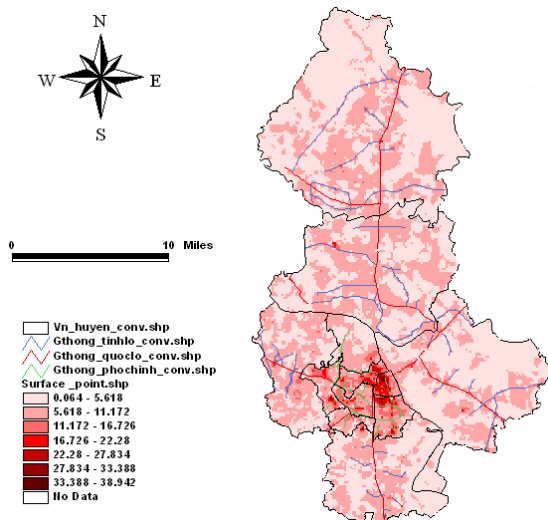 N
W E
S
0 10 Miles
Vn_huyen_conv.shp
Gthong_tinhlo_conv.shp
Gthong_quoclo_conv.shp
Gthong_phochinh_conv.shp
Surface _point.shp
0.064 - 5.618
5.618 - 11.172
11.172 - 16.726
16.726 - 22.28
22.28 - 27.834
27.834 - 33.388
33.388 - 38.942
No Data